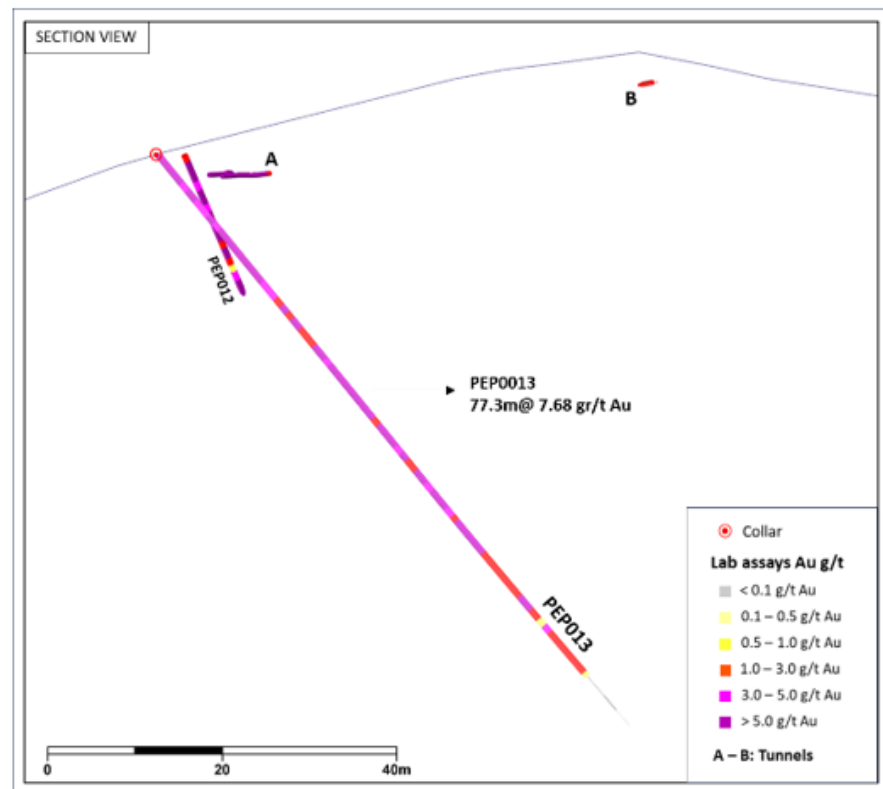 SECTION VIEW
B
A
PEP012
PEP0013
77.3m@ 7.68 gr/t Au
PEP013
Collar
Lab assays Au g/t
< 0.1 g/t Au
0.1 – 0.5 g/t Au
0.5 – 1.0 g/t Au
1.0 – 3.0 g/t Au
3.0 – 5.0 g/t Au
> 5.0 g/t Au
A – B: Tunnels
0 20 40m